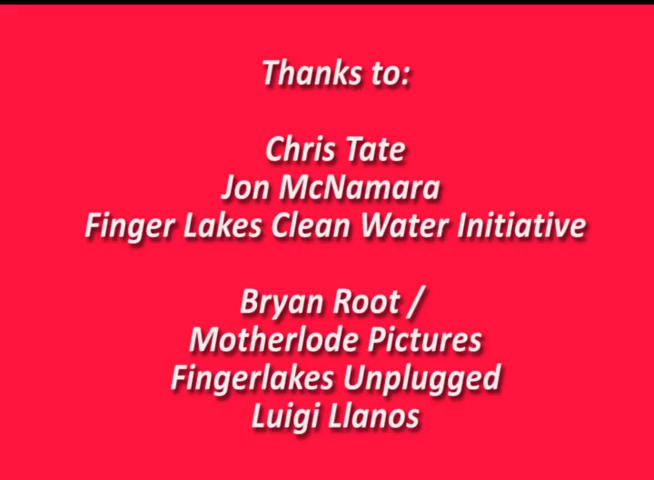 Thanks to:
Chris Tate
Jon McNamara
Finger Lakes Clean Water Initiative
Bryan Root /
Motherlode Pictures
Fingerlakes Unplugged
Luigi Llanos